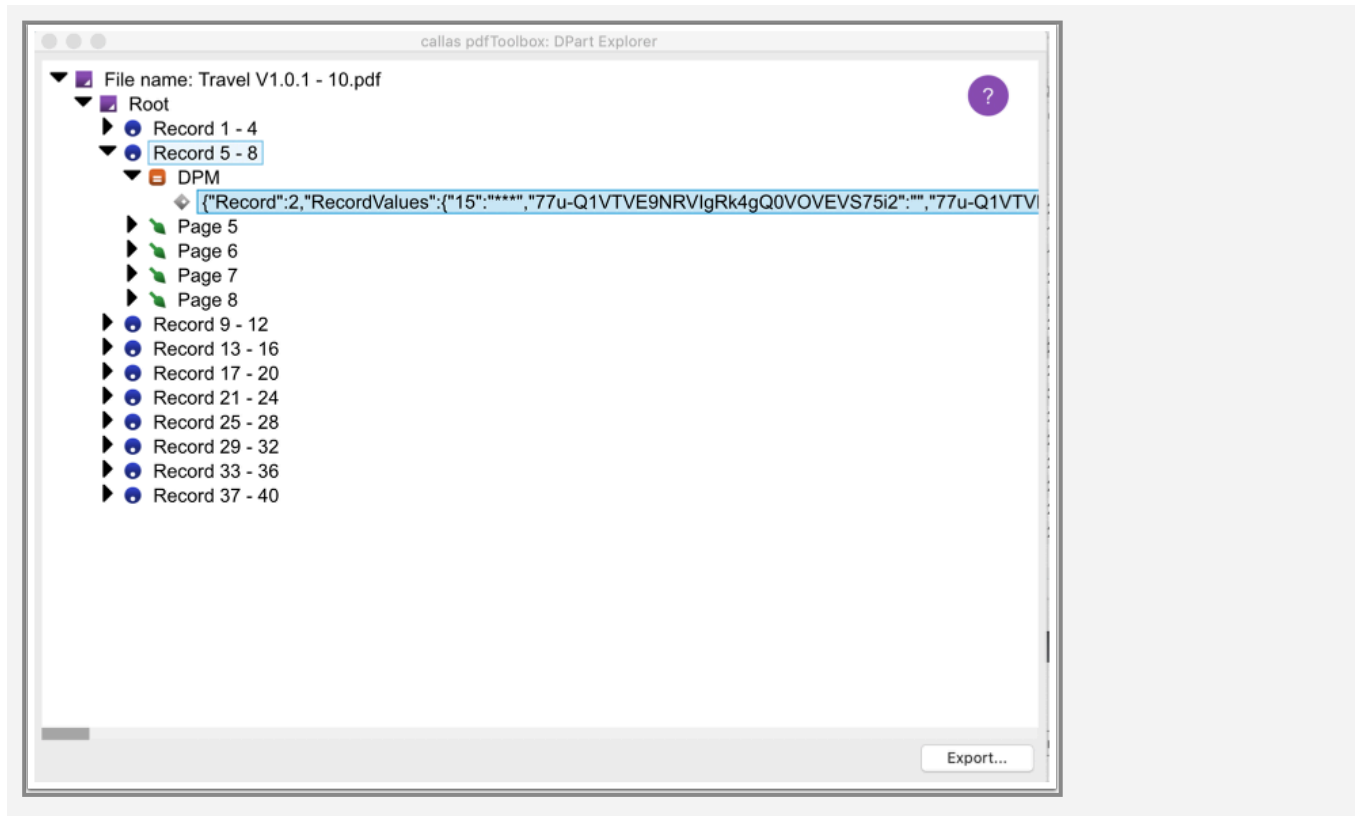 callas pdfToolbox: DPart Explorer
File name: Travel V1.0.1 - 10.pdf
?
Root
Record 1 - 4
Record 5 - 8
DPM
{"Record":2,"RecordValues":{"15":"***","77u-Q1VTVE9NRVIgRk4gQ0VOVEVS75i2":"","77u-Q1VTV
Page 5
Page 6
Page 7
Page 8
Record 9 - 12
Record 13 - 16
Record 17 - 20
Record 21 - 24
Record 25 - 28
Record 29 - 32
Record 33 - 36
Record 37 - 40
Export...